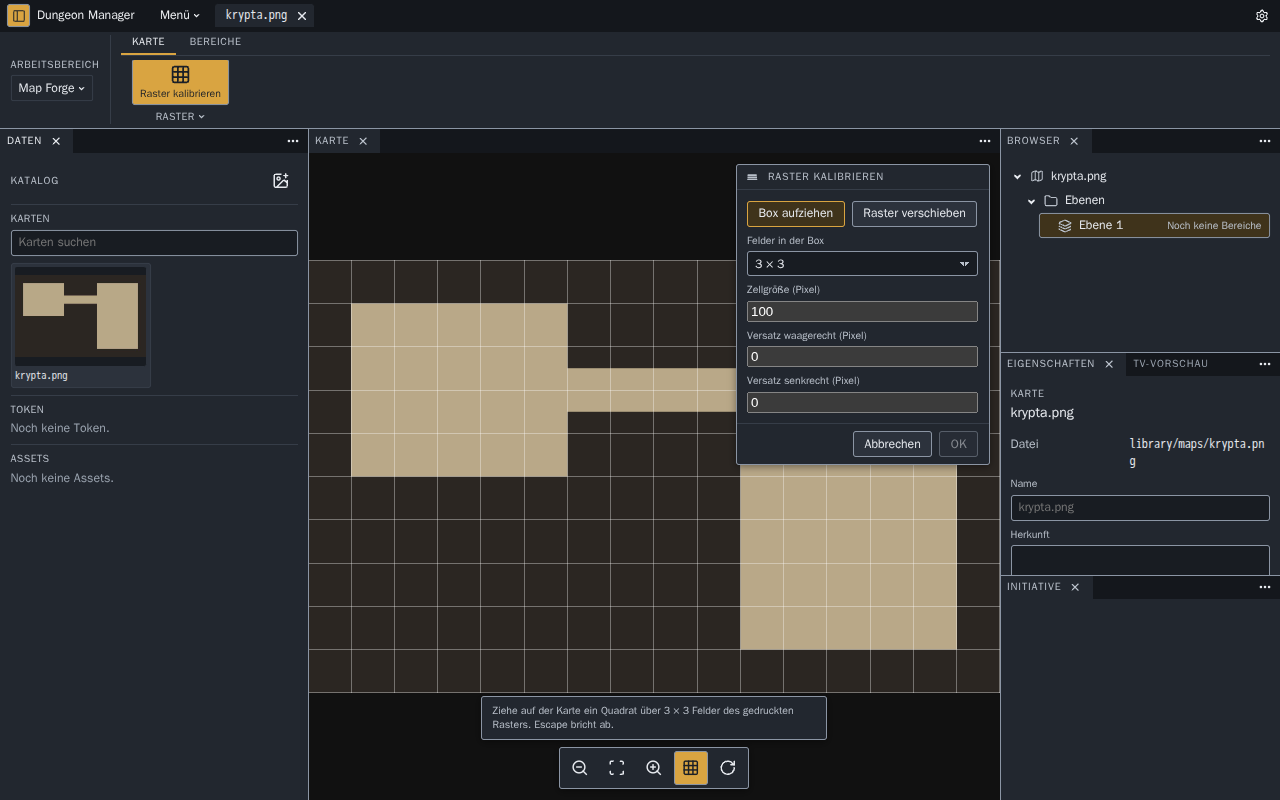 Dungeon Manager
Menü
krypta.png
KARTE
BEREICHE
ARBEITSBEREICH
Map Forge
Raster kalibrieren
RASTER
DATEN
KATALOG
KARTEN
Karten suchen
krypta.png
TOKEN
Noch keine Token.
ASSETS
Noch keine Assets.
KARTE
RASTER KALIBRIEREN
Box aufziehen
Raster verschieben
Felder in der Box
3 × 3
Zellgröße (Pixel)
100
Versatz waagerecht (Pixel)
0
Versatz senkrecht (Pixel)
0
Abbrechen
OK
Ziehe auf der Karte ein Quadrat über 3 × 3 Felder des gedruckten
Rasters. Escape bricht ab.
BROWSER
krypta.png
Ebenen
Ebene 1
Noch keine Bereiche
EIGENSCHAFTEN
TV-VORSCHAU
KARTE
krypta.png
Datei
library/maps/krypta.pn
g
Name
krypta.png
Herkunft
INITIATIVE